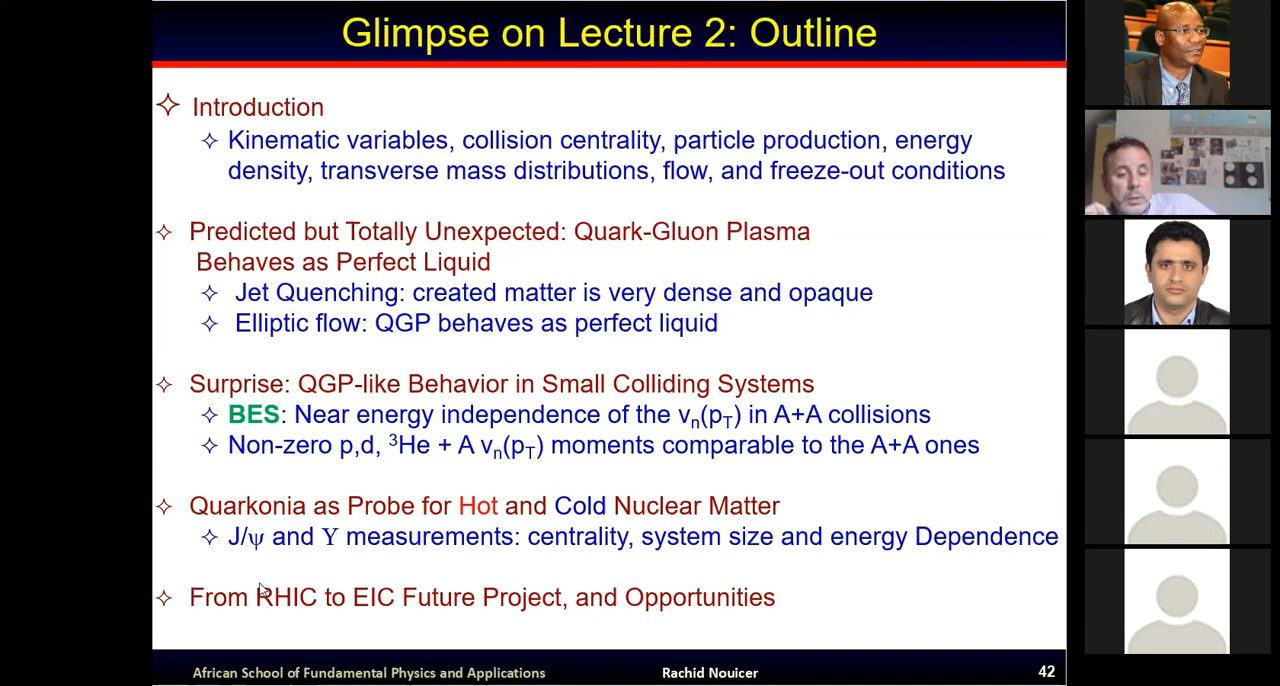 Glimpse on Lecture 2: Outline
Introduction
Kinematic variables, collision centrality, particle production, energy
density, transverse mass distributions, flow, and freeze-out conditions
Predicted but Totally Unexpected: Quark-Gluon Plasma
Behaves as Perfect Liquid
Jet Quenching: created matter is very dense and opaque
Elliptic flow: QGP behaves as perfect liquid
Surprise: QGP-like Behavior in Small Colliding Systems
BES: Near energy independence of the vₙ(p_T) in A+A collisions
Non-zero p,d, ³He + A vₙ(p_T) moments comparable to the A+A ones
Quarkonia as Probe for Hot and Cold Nuclear Matter
J/ψ and ϒ measurements: centrality, system size and energy Dependence
From RHIC to EIC Future Project, and Opportunities
African School of Fundamental Physics and Applications Rachid Nouicer 42